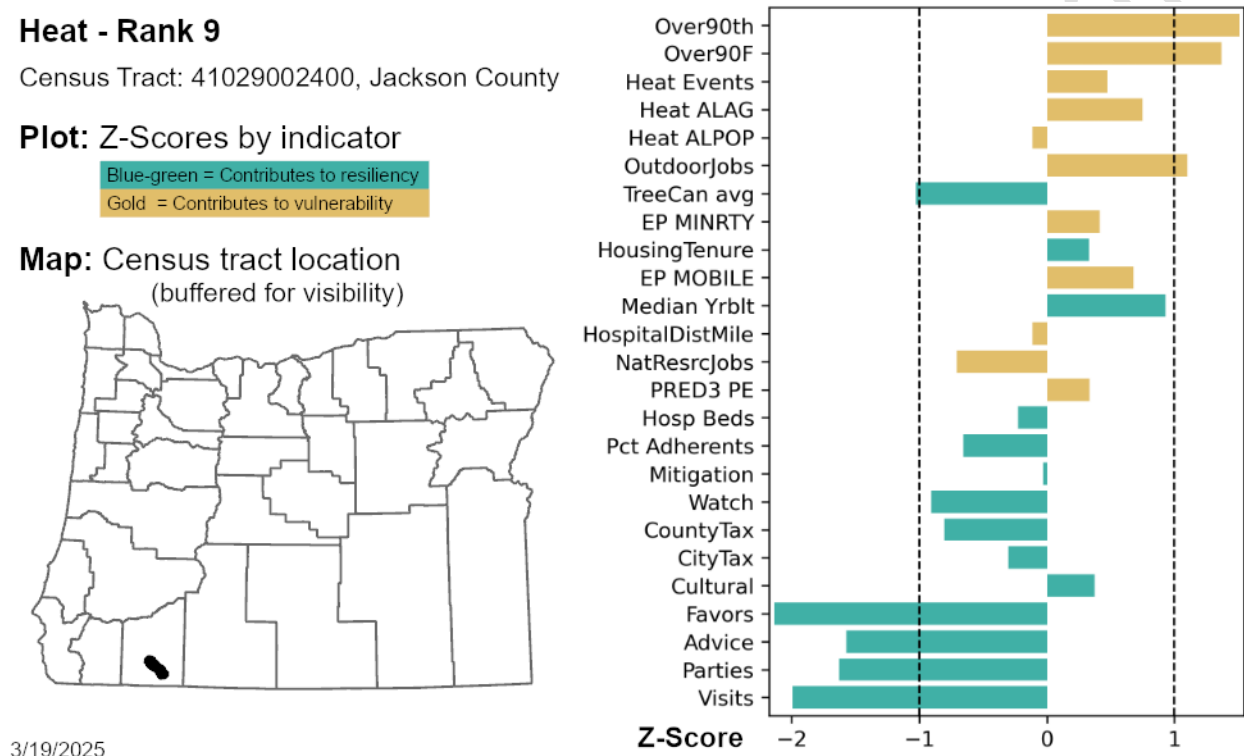 Heat - Rank 9
Census Tract: 41029002400, Jackson County
Plot: Z-Scores by indicator
Blue-green = Contributes to resiliency
Gold = Contributes to vulnerability
Map: Census tract location
(buffered for visibility)
3/19/2025
Over90th
Over90F
Heat Events
Heat ALAG
Heat ALPOP
OutdoorJobs
TreeCan avg
EP MINRTY
HousingTenure
EP MOBILE
Median Yrblt
HospitalDistMile
NatResrcJobs
PRED3 PE
Hosp Beds
Pct Adherents
Mitigation
Watch
CountyTax
CityTax
Cultural
Favors
Advice
Parties
Visits
Z-Score
−2 −1 0 1